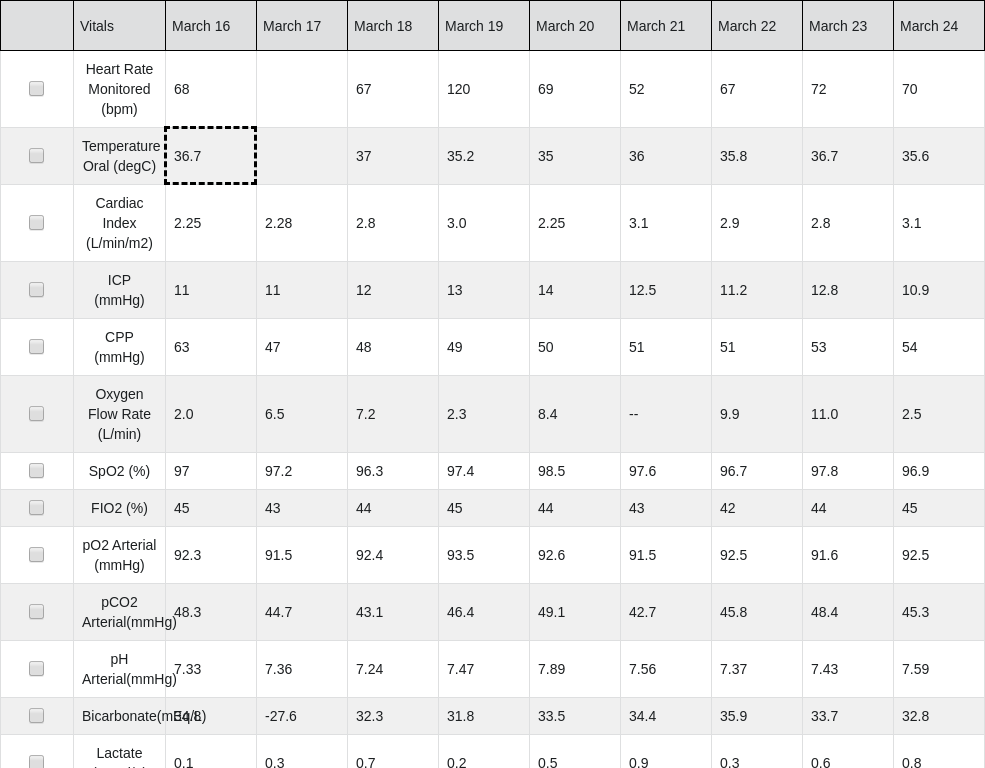 Vitals March 16 March 17 March 18 March 19 March 20 March 21 March 22 March 23 March 24
Heart Rate
Monitored
(bpm)
68 67 120 69 52 67 72 70
Temperature
Oral (degC)
36.7 37 35.2 35 36 35.8 36.7 35.6
Cardiac
Index
(L/min/m2)
2.25 2.28 2.8 3.0 2.25 3.1 2.9 2.8 3.1
ICP
(mmHg)
11 11 12 13 14 12.5 11.2 12.8 10.9
CPP
(mmHg)
63 47 48 49 50 51 51 53 54
Oxygen
Flow Rate
(L/min)
2.0 6.5 7.2 2.3 8.4 -- 9.9 11.0 2.5
SpO2 (%) 97 97.2 96.3 97.4 98.5 97.6 96.7 97.8 96.9
FIO2 (%) 45 43 44 45 44 43 42 44 45
pO2 Arterial
(mmHg)
92.3 91.5 92.4 93.5 92.6 91.5 92.5 91.6 92.5
pCO2
Arterial(mmHg)
48.3 44.7 43.1 46.4 49.1 42.7 45.8 48.4 45.3
pH
Arterial(mmHg)
7.33 7.36 7.24 7.47 7.89 7.56 7.37 7.43 7.59
Bicarbonate(mEq/L) -27.6 32.3 31.8 33.5 34.4 35.9 33.7 32.8
Lactate
0.1 0.3 0.7 0.2 0.5 0.9 0.3 0.6 0.8